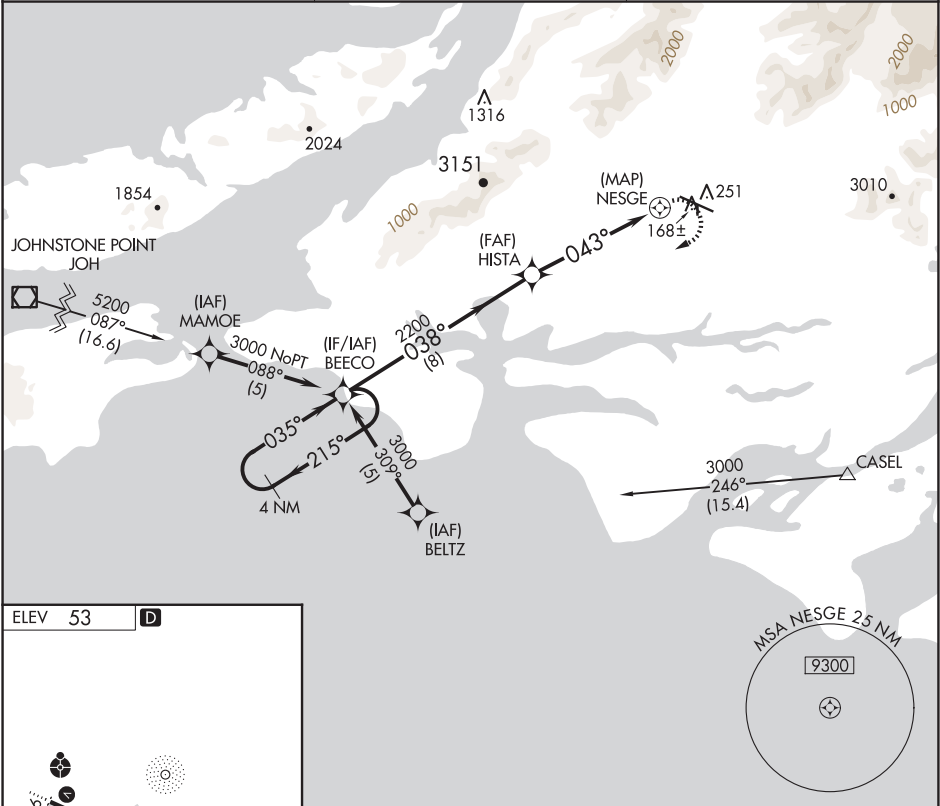 2000
2000
1000
1316
2024
3151
1854
1000
3010
(MAP)
NESGE
251
168±
JOHNSTONE POINT
JOH
(FAF)
HISTA
043°
5200
087°
(16.6)
(IAF)
MAMOE
3000 NoPT
088°
(5)
(IF/IAF)
BEECO
2200
038°
(8)
035°
215°
4 NM
3000
309°
(5)
(IAF)
BELTZ
3000
246°
(15.4)
CASEL
ELEV 53 D
MSA NESGE 25 NM
9300